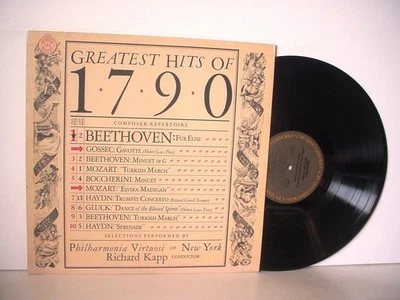 GREATEST HITS OF
1·7·9·0
COMPOSER-REPERTOIRE
2 BEETHOVEN: FUR ELISE
GOSSEC: GAVOTTE
3 2 BEETHOVEN: MINUET in G
4 1 MOZART: "TURKISH MARCH"
5 4 BOCCHERINI: MINUET
MOZART: "ELVIRA MADIGAN"
7 13 HAYDN: TRUMPET CONCERTO
8 6 GLUCK: "DANCE of the Blessed Spirits"
9 3 BEETHOVEN: TURKISH MARCH
10 5 HAYDN: "SERENADE"
SELECTIONS PERFORMED BY
Philharmonia Virtuosi OF New York
Richard Kapp CONDUCTOR